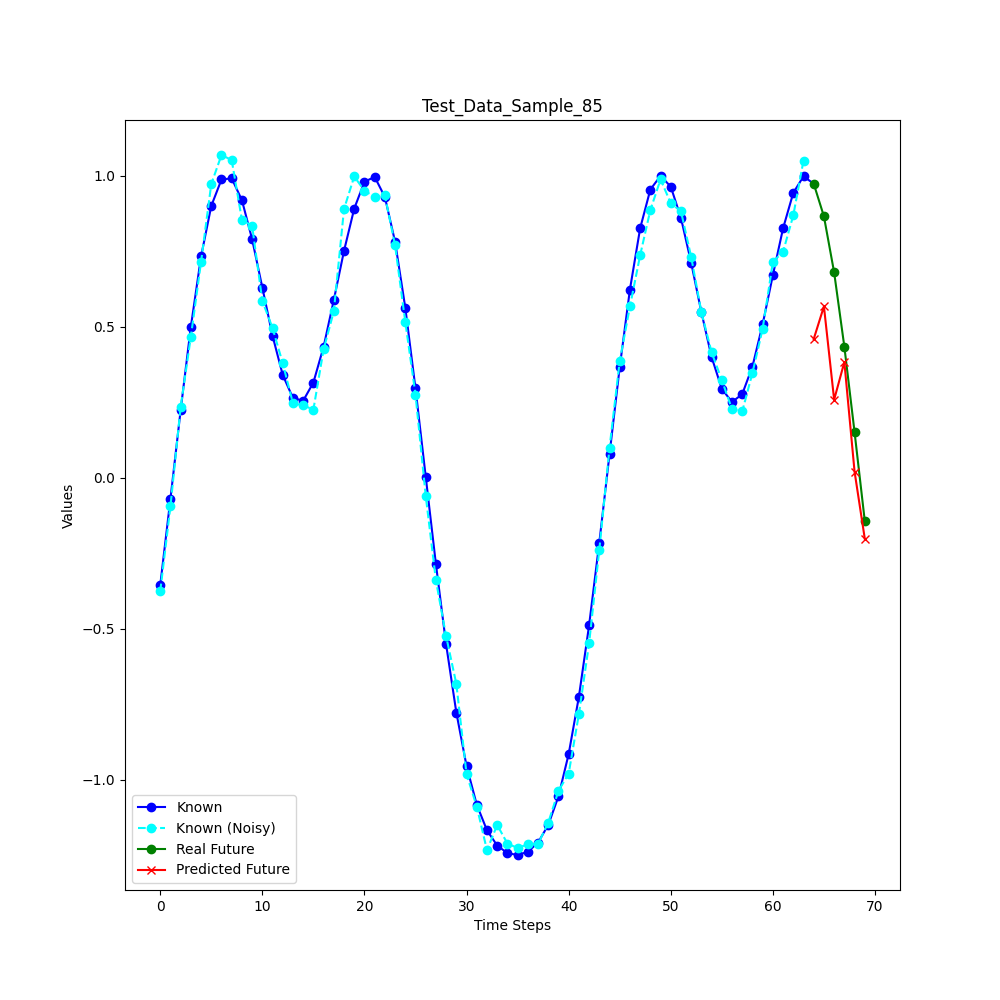 Test_Data_Sample_85
1.0
0.5
0.0
−0.5
−1.0
Values
Known
Known (Noisy)
Real Future
Predicted Future
0 10 20 30 40 50 60 70
Time Steps